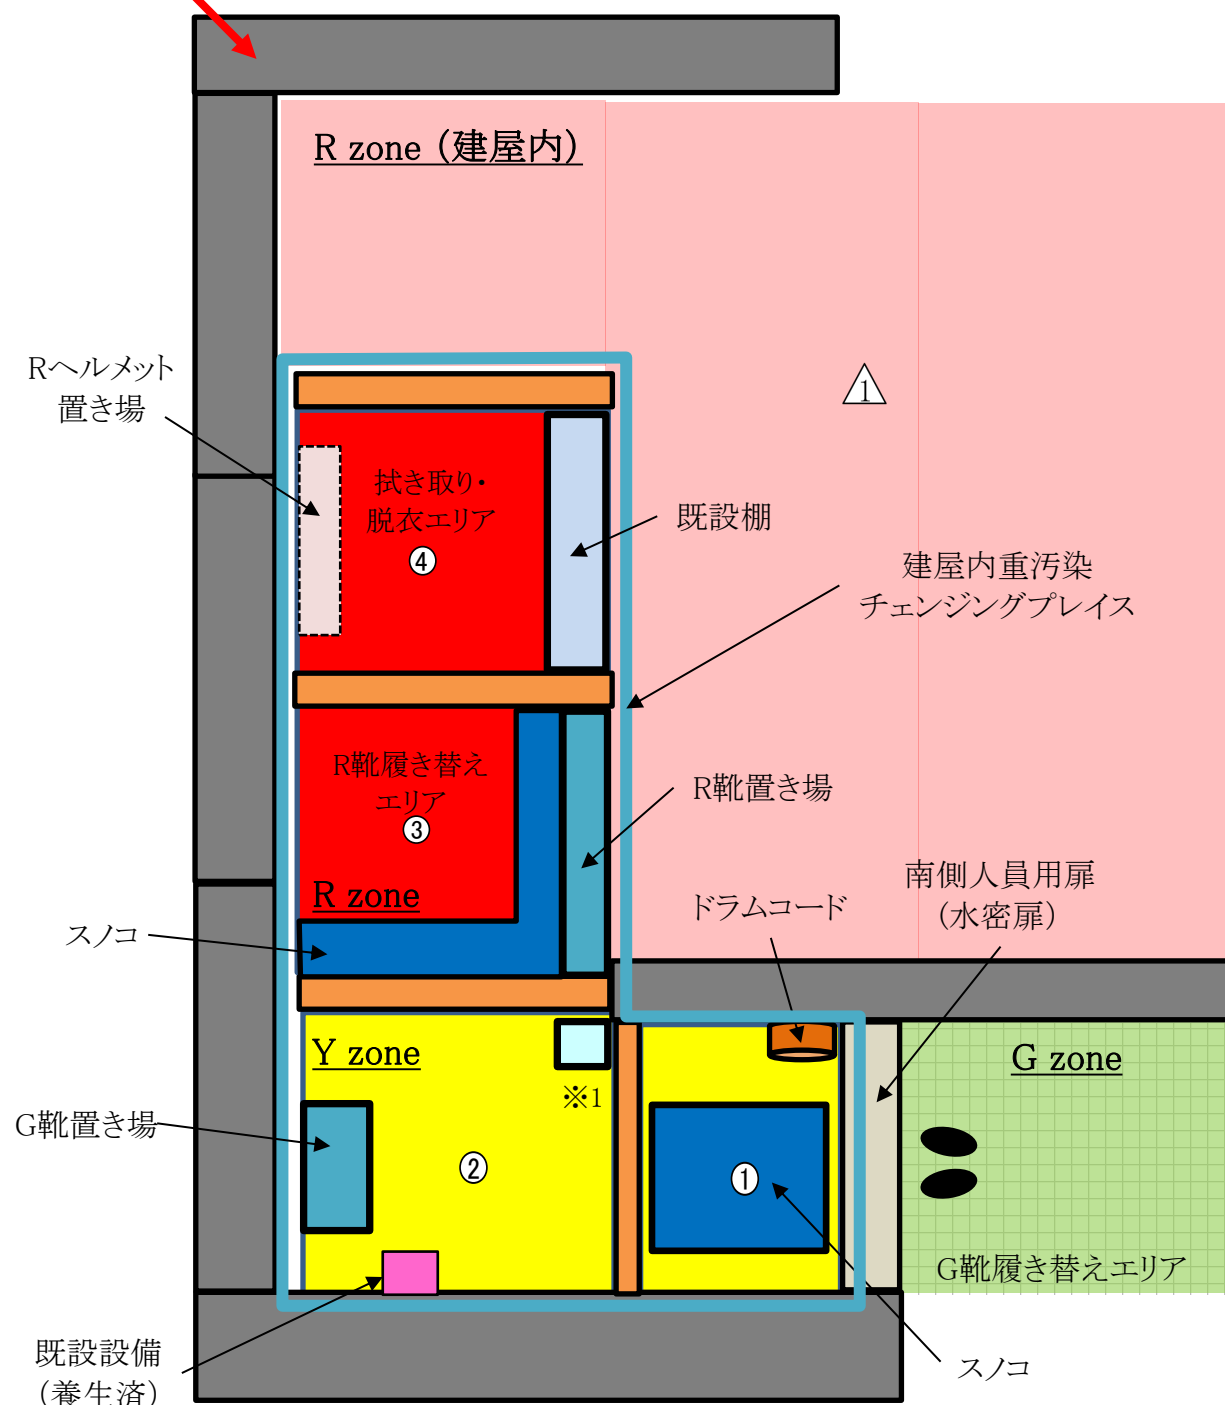 R zone（建屋内）
Rヘルメット
置き場
1
拭き取り・
脱衣エリア
④
既設棚
建屋内重汚染
チェンジングプレイス
R靴履き替え
エリア
③
R靴置き場
R zone
南側人員用扉
（水密扉）
ドラムコード
スノコ
Y zone
※1
G zone
G靴置き場
②
①
G靴履き替えエリア
既設設備
（養生済）
スノコ